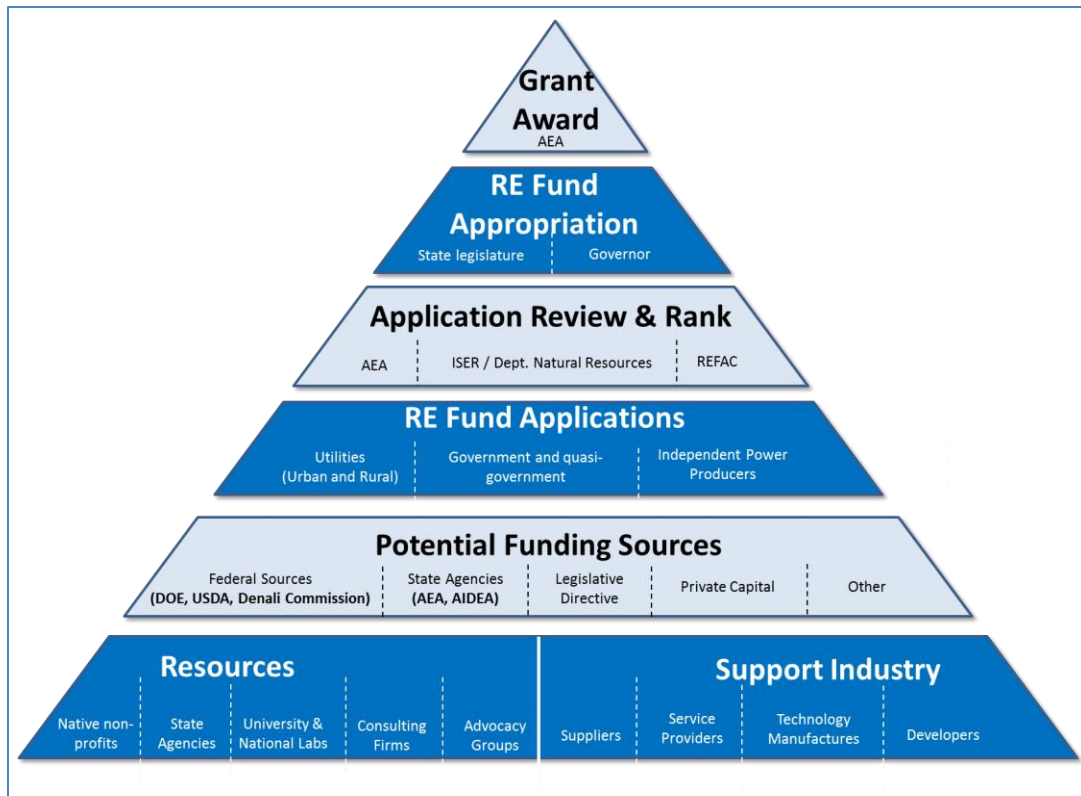 Grant
Award
AEA
RE Fund
Appropriation
State legislature
Governor
Application Review & Rank
AEA
ISER / Dept. Natural Resources
REFAC
RE Fund Applications
Utilities
(Urban and Rural)
Government and quasi-
government
Independent Power
Producers
Potential Funding Sources
Federal Sources
(DOE, USDA, Denali Commission)
State Agencies
(AEA, AIDEA)
Legislative
Directive
Private Capital
Other
Resources
Native non-
profits
State
Agencies
University &
National Labs
Consulting
Firms
Advocacy
Groups
Support Industry
Suppliers
Service
Providers
Technology
Manufactures
Developers